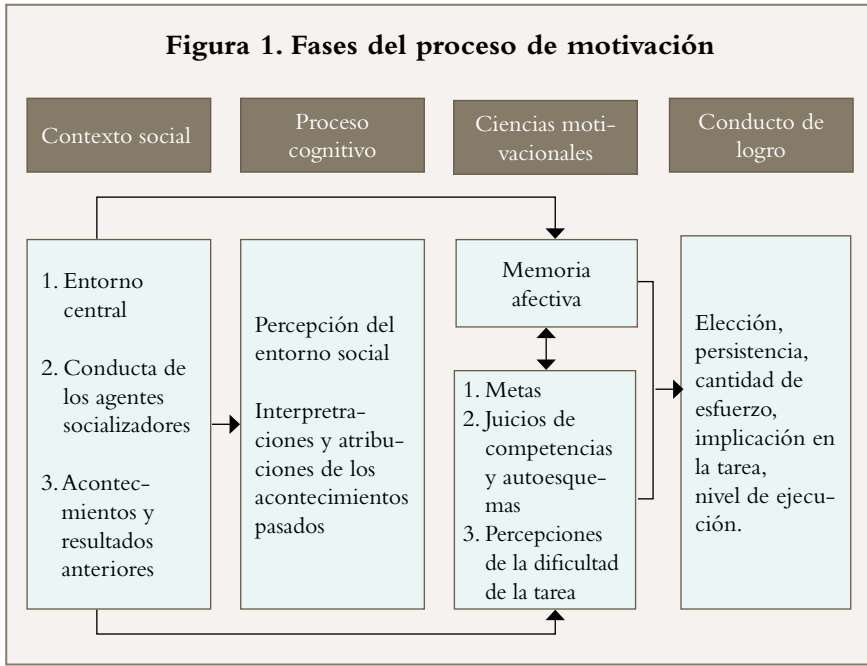 Figura 1. Fases del proceso de motivación
Contexto social
Proceso
cognitivo
Ciencias moti-
vacionales
Conducto de
logro
1. Entorno
central
2. Conducta de
los agentes
socializadores
3. Acontec-
mientos y
resultados
anteriores
Percepción del
entorno social
Interpretra-
ciones y atribu-
ciones de los
acontecimientos
pasados
Memoria
afectiva
1. Metas
2. Juicios de
competencias
y autoesque-
mas
3. Percepciones
de la dificultad
de la tarea
Elección,
persistencia,
cantidad de
esfuerzo,
implicación en
la tarea,
nivel de ejecu-
ción.